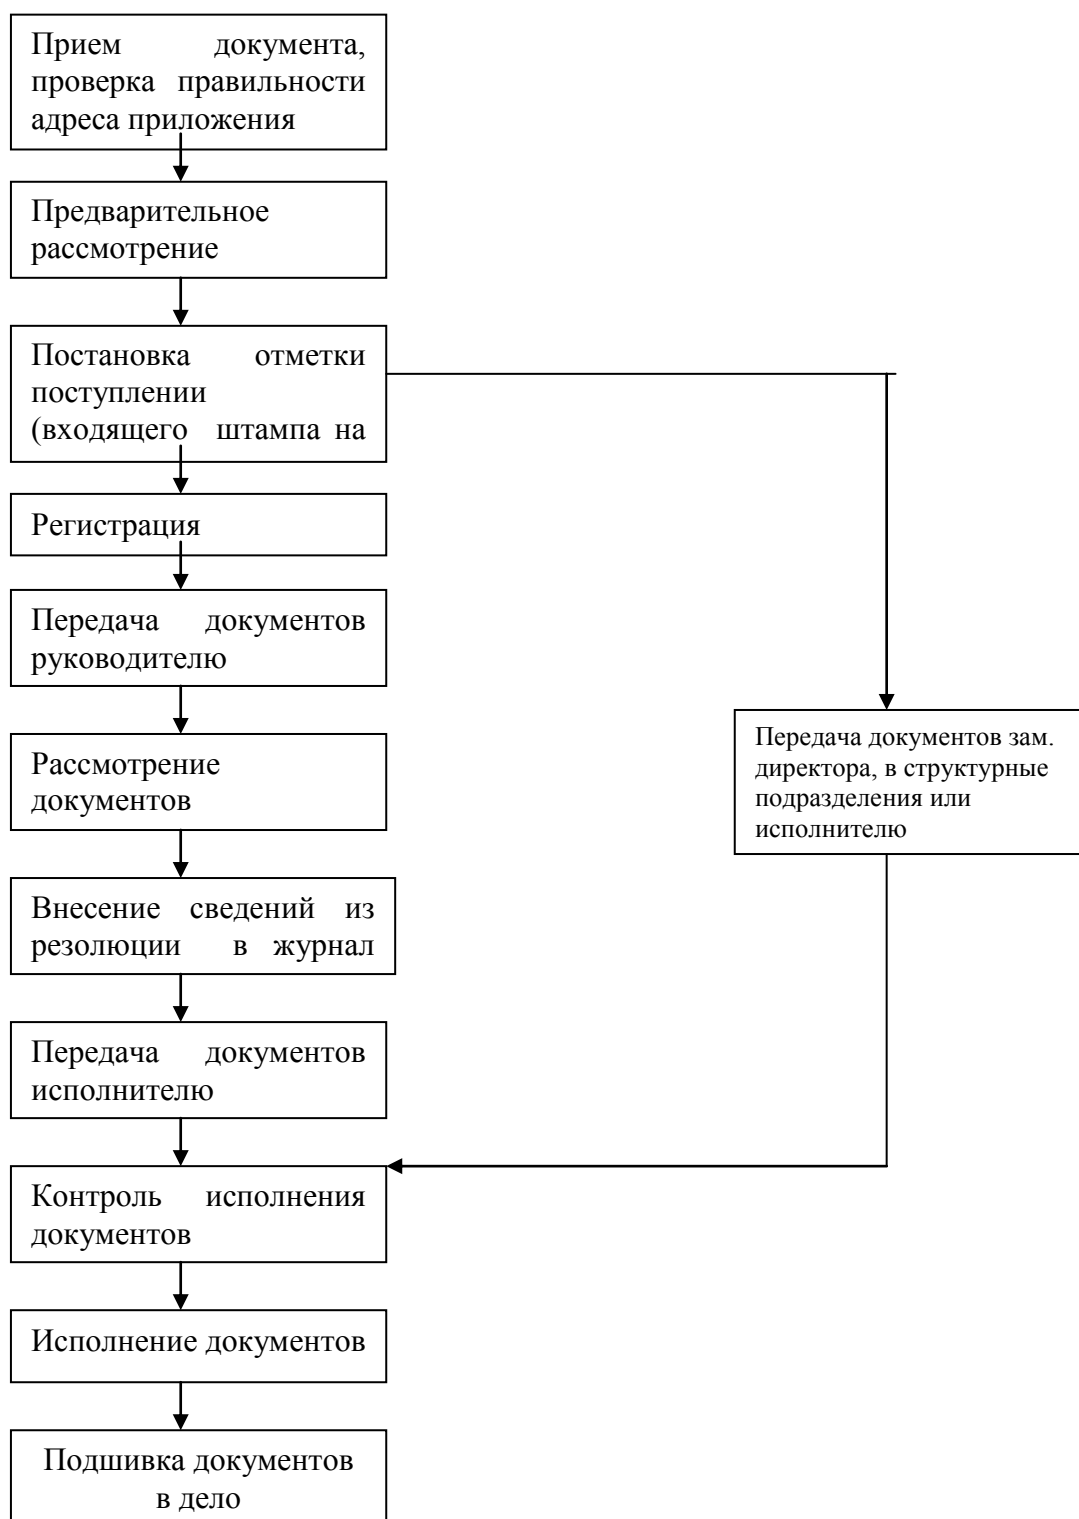 Прием документа,
проверка правильности
адреса приложения
Предварительное
рассмотрение
Постановка отметки
поступлении
(входящего штампа на
Регистрация
Передача документов
руководителю
Рассмотрение
документов
Внесение сведений из
резолюции в журнал
Передача документов
исполнителю
Контроль исполнения
документов
Исполнение документов
Подшивка документов
в дело
Передача документов зам.
директора, в структурные
подразделения или
исполнителю